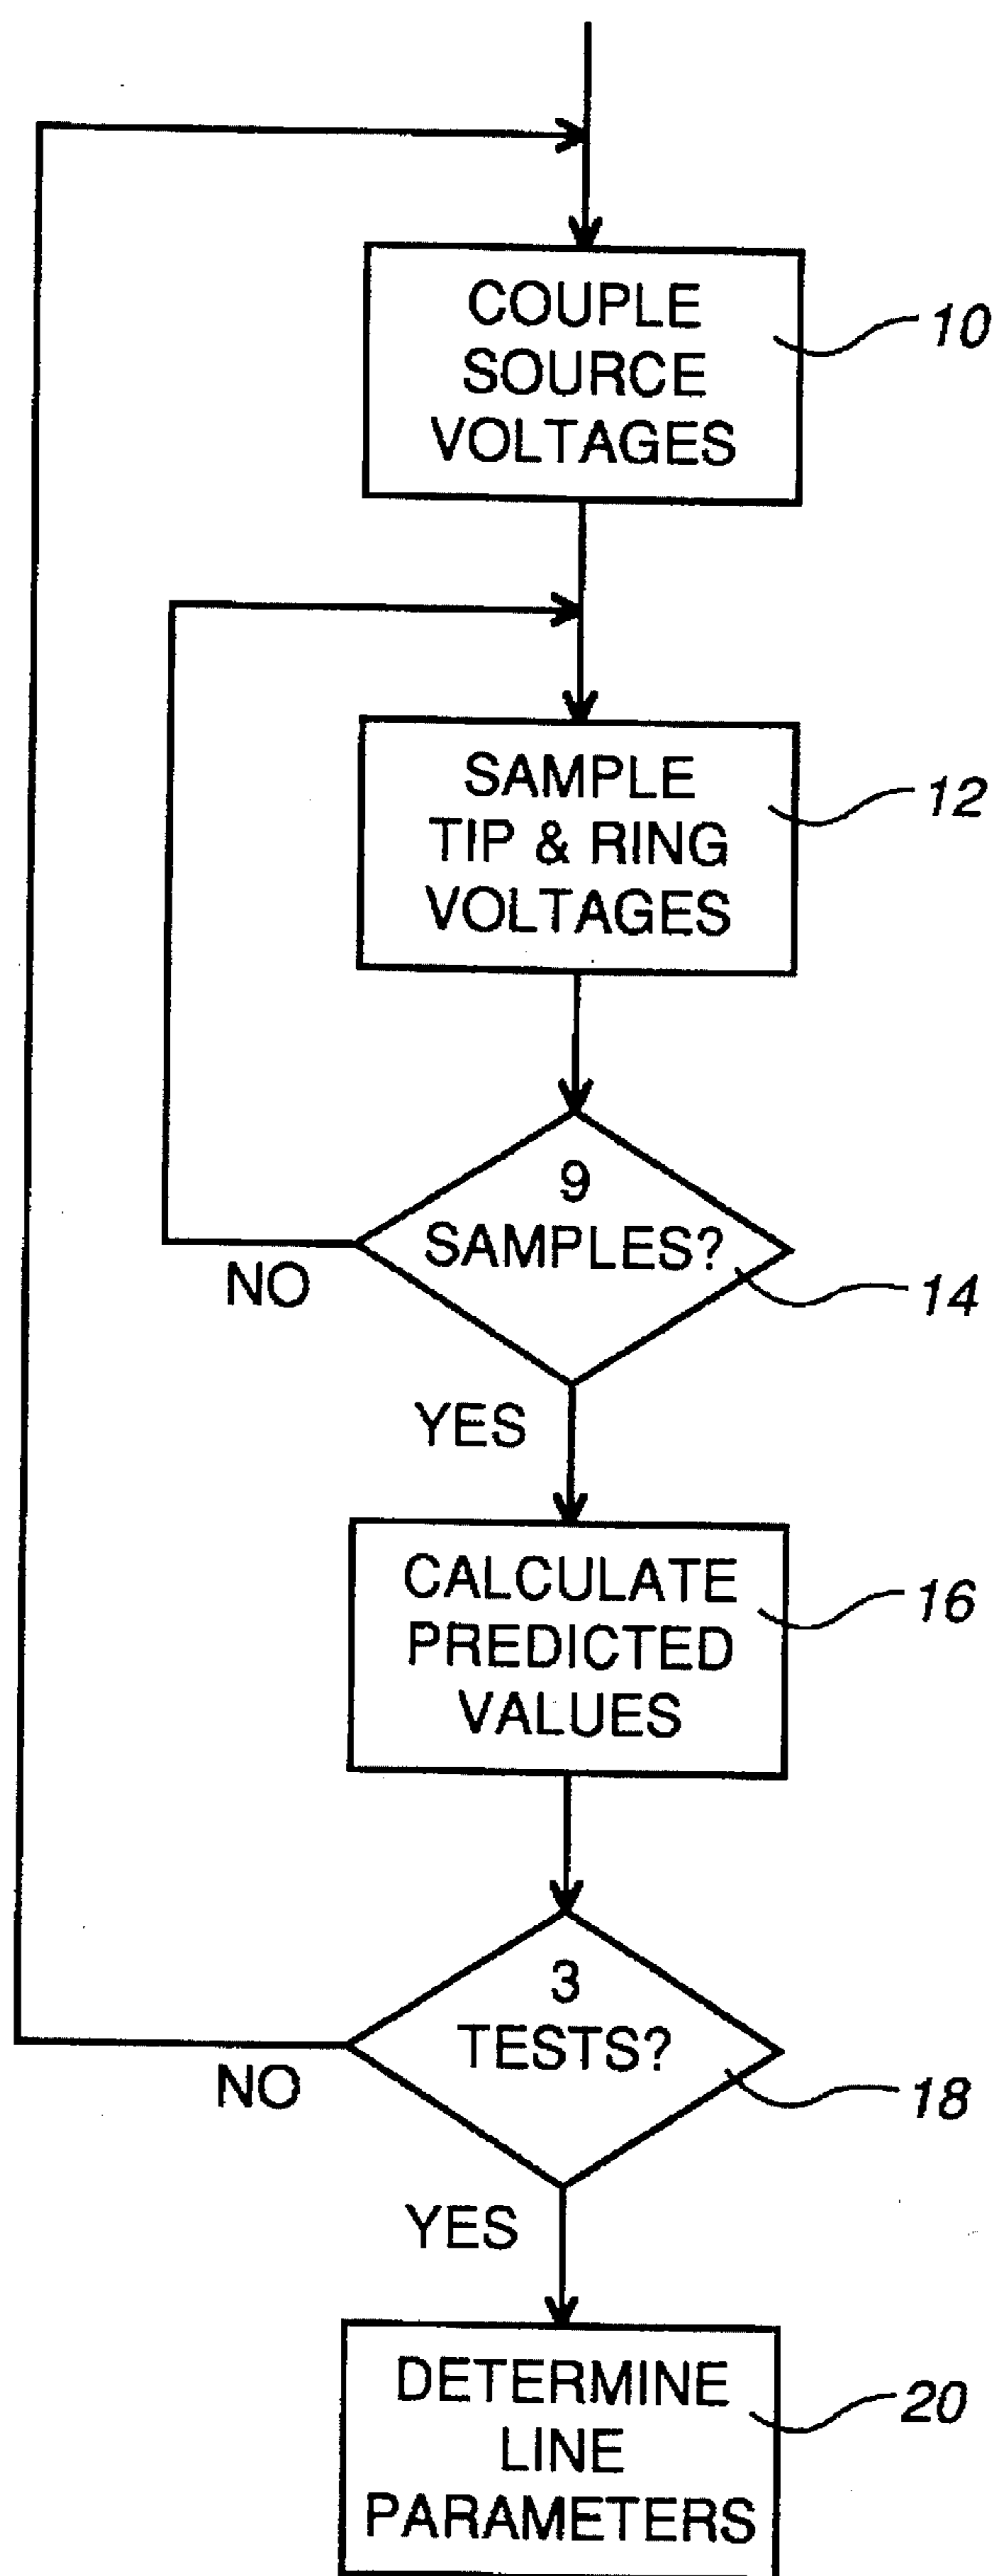 COUPLE
SOURCE
VOLTAGES
10
SAMPLE
TIP & RING
VOLTAGES
12
9
SAMPLES?
14
NO
YES
CALCULATE
PREDICTED
VALUES
16
3
TESTS?
18
NO
YES
DETERMINE
LINE
PARAMETERS
20